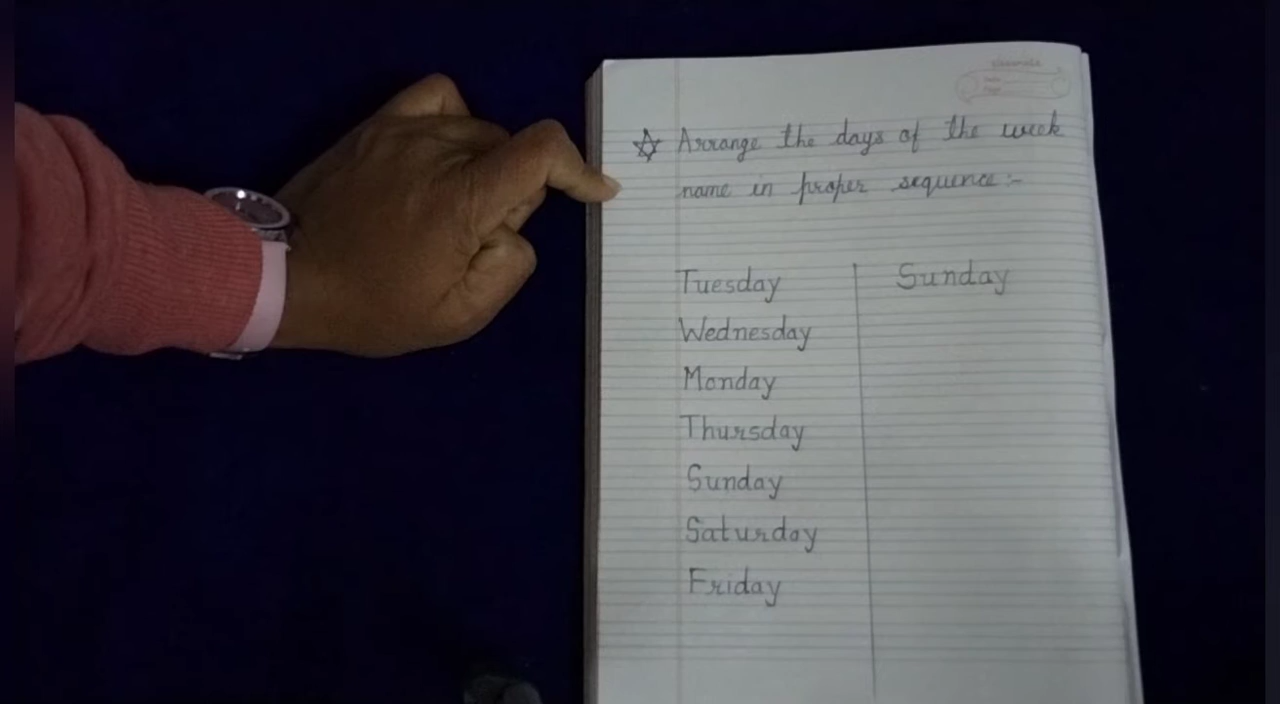 ☆ Arrange the days of the week
name in proper sequence:-
Tuesday
Wednesday
Monday
Thursday
Sunday
Saturday
Friday
Sunday